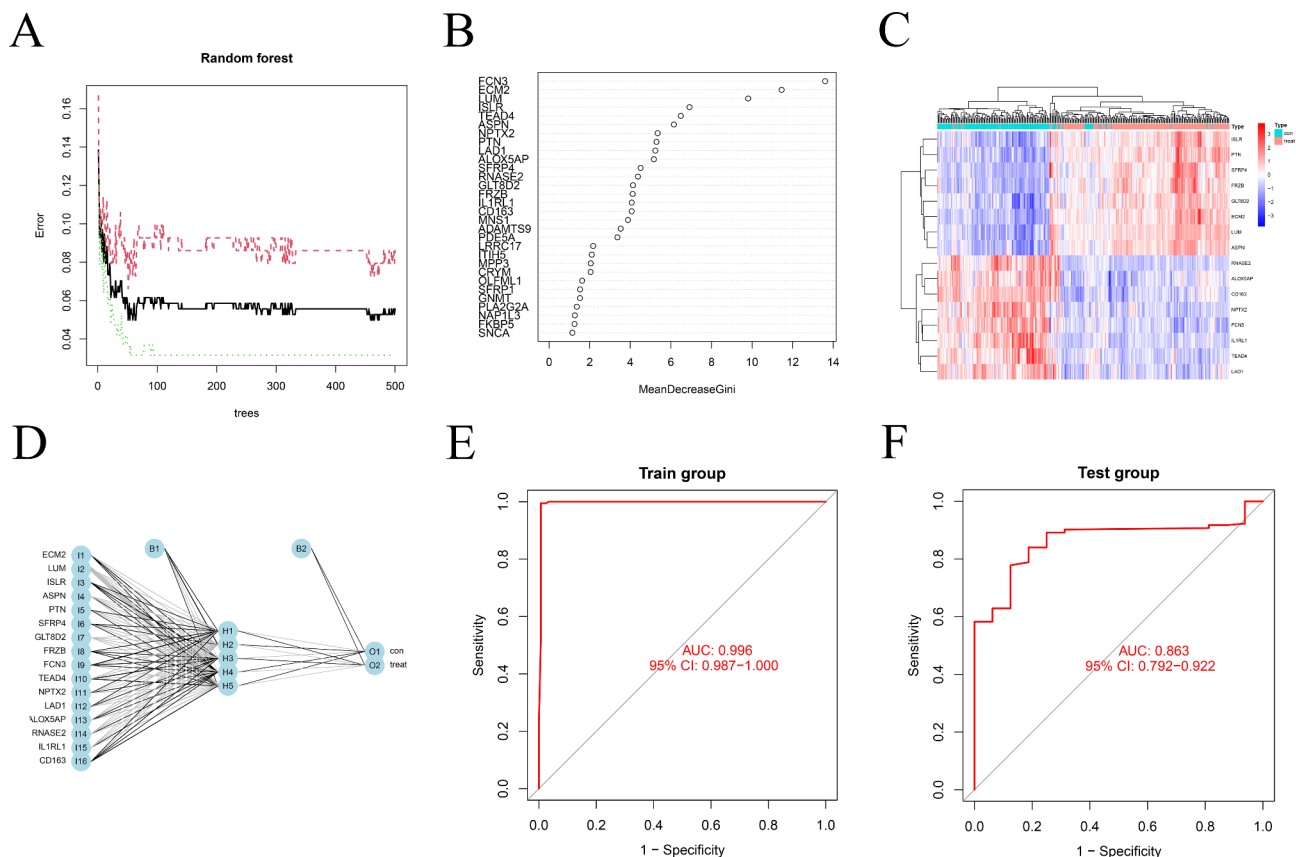 A
Random forest
Error
0.04
0.06
0.08
0.10
0.12
0.14
0.16
0
100
200
300
400
500
trees
B
FCN3
ECM2
LUM
ISLR
TEAD4
ASPN
NPTX2
PTN
LAD1
ALOX5AP
SFRP4
RNASE2
GLT8D2
FRZB
IL1RL1
CD163
MNS1
ADAMTS9
PDE5A
LRRC17
ITIH5
MPP3
CRYM
OLFML1
SFRP1
GNMT
PLA2G2A
NAP1L3
FKBP5
SNCA
0 2 4 6 8 10 12 14
MeanDecreaseGini
C
Type
ISLR
PTN
SFRP4
FRZB
GLT8D2
ECM2
LUM
ASPN
RNASE2
ALOX5AP
CD163
NPTX2
FCN3
IL1RL1
TEAD4
LAD1
3
2
1
0
−1
−2
−3
Type
con
treat
D
ECM2 I1
LUM I2
ISLR I3
ASPN I4
PTN I5
SFRP4 I6
GLT8D2 I7
FRZB I8
FCN3 I9
TEAD4 I10
NPTX2 I11
LAD1 I12
ALOX5AP I13
RNASE2 I14
IL1RL1 I15
CD163 I16
B1
H1
H2
H3
H4
H5
B2
O1 con
O2 treat
E
Train group
Sensitivity
0.0
0.2
0.4
0.6
0.8
1.0
AUC: 0.996
95% CI: 0.987−1.000
0.0 0.2 0.4 0.6 0.8 1.0
1 − Specificity
F
Test group
Sensitivity
0.0
0.2
0.4
0.6
0.8
1.0
AUC: 0.863
95% CI: 0.792−0.922
0.0 0.2 0.4 0.6 0.8 1.0
1 − Specificity